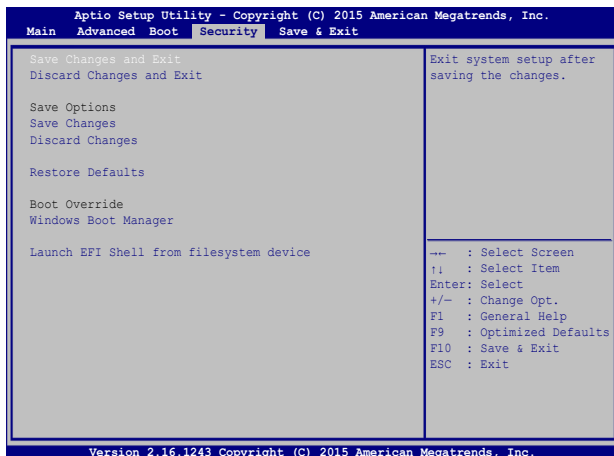 Aptio Setup Utility - Copyright (C) 2015 American Megatrends, Inc.
Main Advanced Boot Security Save & Exit
Save Changes and Exit
Discard Changes and Exit
Save Options
Save Changes
Discard Changes
Restore Defaults
Boot Override
Windows Boot Manager
Launch EFI Shell from filesystem device
Exit system setup after
saving the changes.
→← : Select Screen
↑↓ : Select Item
Enter: Select
+/— : Change Opt.
F1 : General Help
F9 : Optimized Defaults
F10 : Save & Exit
ESC : Exit
Version 2.16.1243 Copyright (C) 2015 American Megatrends, Inc.